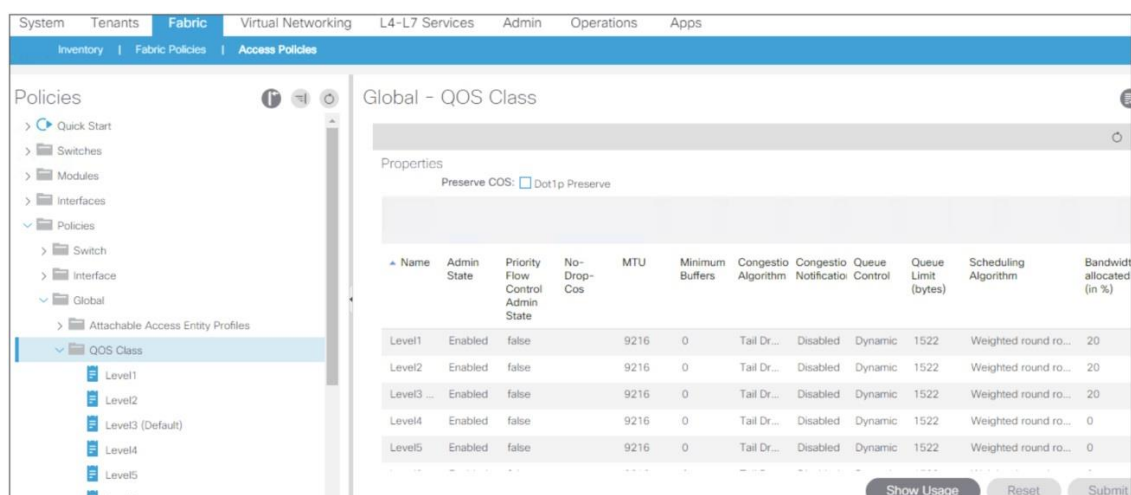 System Tenants Fabric Virtual Networking L4-L7 Services Admin Operations Apps
Inventory | Fabric Policies | Access Policies
Policies
Quick Start
Switches
Modules
Interfaces
Policies
Switch
Interface
Global
Attachable Access Entity Profiles
QOS Class
Level1
Level2
Level3 (Default)
Level4
Level5
Global - QOS Class
Properties
Preserve COS: Dot1p Preserve
Name Admin State Priority Flow Control Admin State No-Drop-Cos MTU Minimum Buffers Congestio Algorithm Congestio Notificatio Queue Control Queue Limit (bytes) Scheduling Algorithm Bandwidt allocated (in %)
Level1 Enabled false 9216 0 Tail Dr... Disabled Dynamic 1522 Weighted round ro... 20
Level2 Enabled false 9216 0 Tail Dr... Disabled Dynamic 1522 Weighted round ro... 20
Level3 ... Enabled false 9216 0 Tail Dr... Disabled Dynamic 1522 Weighted round ro... 20
Level4 Enabled false 9216 0 Tail Dr... Disabled Dynamic 1522 Weighted round ro... 0
Level5 Enabled false 9216 0 Tail Dr... Disabled Dynamic 1522 Weighted round ro... 0
Show Usage Reset Submit